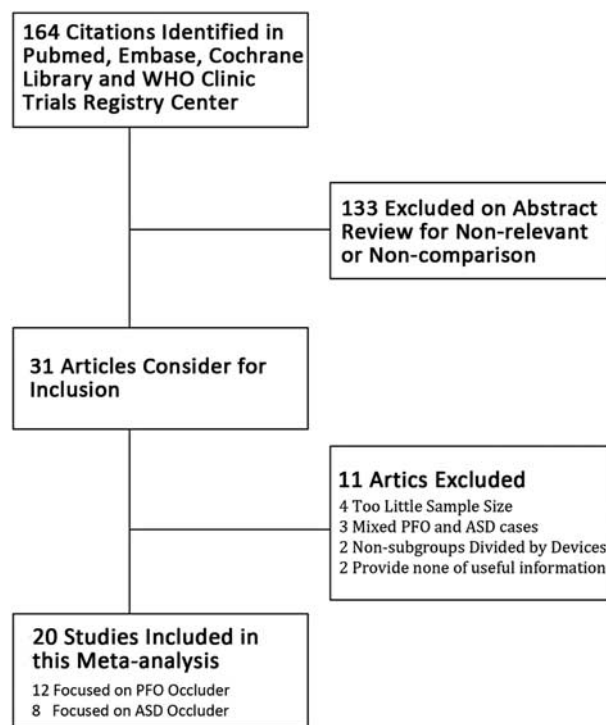 164 Citations Identified in
Pubmed, Embase, Cochrane
Library and WHO Clinic
Trials Registry Center
133 Excluded on Abstract
Review for Non-relevant
or Non-comparison
31 Articles Consider for
Inclusion
11 Artics Excluded
4 Too Little Sample Size
3 Mixed PFO and ASD cases
2 Non-subgroups Divided by Devices
2 Provide none of useful information
20 Studies Included in
this Meta-analysis
12 Focused on PFO Occluder
8 Focused on ASD Occluder